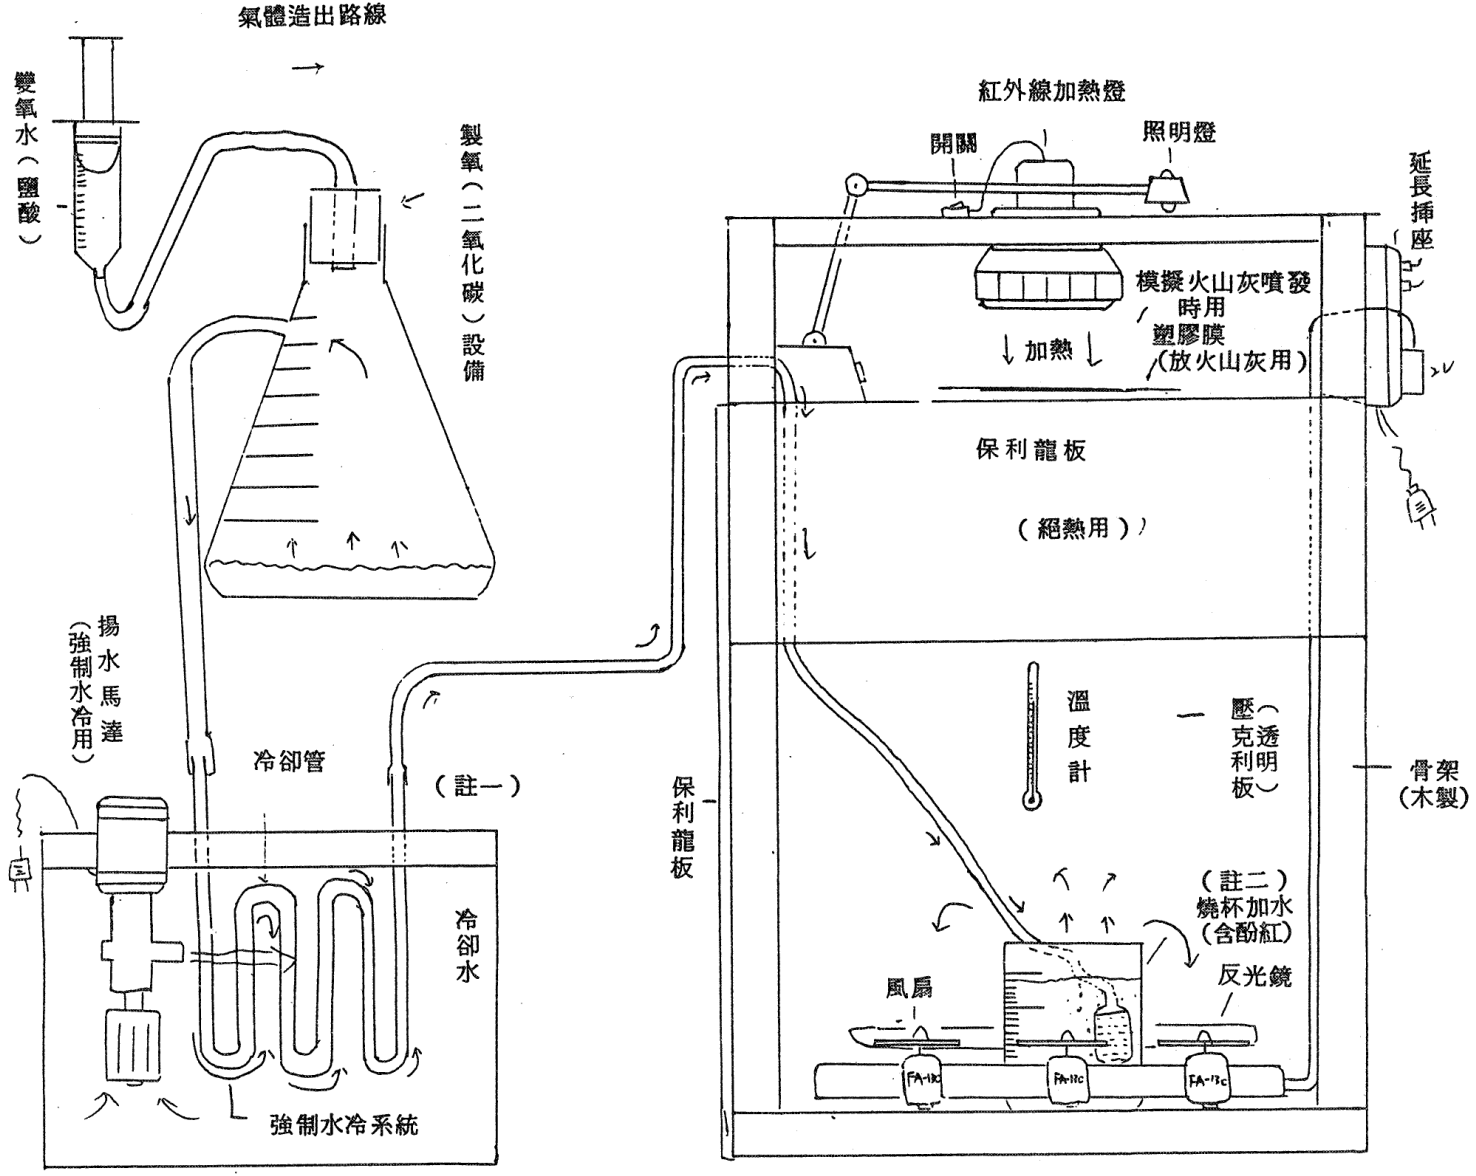 氣體造出路線
雙氧水(鹽酸)
製氧(二氧化碳)設備
紅外線加熱燈
開關
照明燈
延長揷座
模擬火山灰噴發
時用
塑膠膜
(放火山灰用)
加熱
保利龍板
(絕熱用)
揚水馬達
(強制水冷用)
冷卻管
(註一)
冷卻水
強制水冷系統
保利龍板
溫度計
(透明)
壓克利板
骨架
(木製)
(註二)
燒杯加水
(含酚紅)
風扇
反光鏡
FA-13c
FA-13c
FA-13c